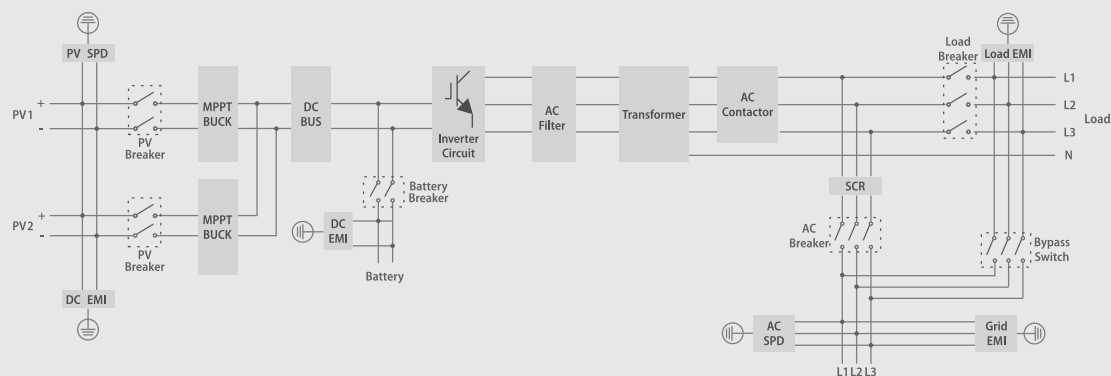 PV SPD
PV1
+
-
PV
Breaker
MPPT
BUCK
DC
BUS
Inverter
Circuit
AC
Filter
Transformer
AC
Contactor
Load
Breaker
Load EMI
L1
L2
L3
Load
N
PV2
+
-
PV
Breaker
MPPT
BUCK
Battery
Breaker
DC
EMI
Battery
SCR
AC
Breaker
Bypass
Switch
DC EMI
AC
SPD
Grid
EMI
L1 L2 L3